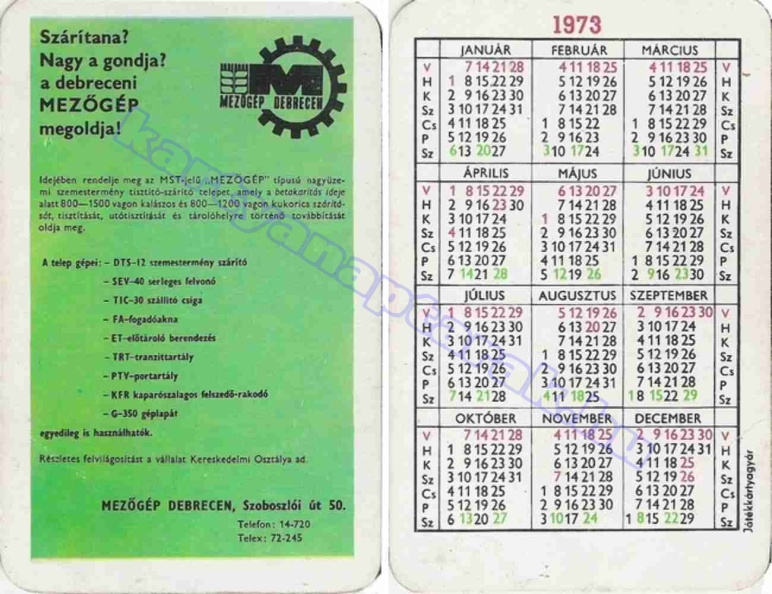 Szárítana?
Nagy a gondja?
a debreceni
MEZŐGÉP
megoldja!
MEZŐGÉP DEBRECEN
Idejében rendelje meg az MST-jelű „MEZŐGÉP” típusú nagyüze-
mi szemestermény tisztító-szárító telepet, amely a betakarítás ideje
alatt 800—1500 vagon kalászos és 800—1200 vagon kukorica szárítá-
sát, tisztítását, utótisztítását és tárolóhelyre történő továbbítását
oldja meg.
A telep gépei: – DTS-12 szemestermény szárító
– SEV-40 serleges felvonó
– TIC-30 szállító csiga
– FA-fogadóakna
– ET-előtároló berendezés
– TRT-tranzittartály
– PTV-portartály
– KFR kaparószalagos felszedő-rakodó
– G-350 géplapát
egyedileg is használhatók.
Részletes felvilágosítást a vállalat Kereskedelmi Osztálya ad.
MEZŐGÉP DEBRECEN, Szoboszlói út 50.
Telefon: 14-720
Telex: 72-245
kartyanaptarak.hu
1973
JANUÁR FEBRUÁR MÁRCIUS
V 7 14 21 28 4 11 18 25 4 11 18 25 V
H 1 8 15 22 29 5 12 19 26 5 12 19 26 H
K 2 9 16 23 30 6 13 20 27 6 13 20 27 K
Sz 3 10 17 24 31 7 14 21 28 7 14 21 28 Sz
Cs 4 11 18 25 1 8 15 22 1 8 15 22 29 Cs
P 5 12 19 26 2 9 16 23 2 9 16 23 30 P
Sz 6 13 20 27 3 10 17 24 3 10 17 24 31 Sz
ÁPRILIS MÁJUS JÚNIUS
V 1 8 15 22 29 6 13 20 27 3 10 17 24 V
H 2 9 16 23 30 7 14 21 28 4 11 18 25 H
K 3 10 17 24 1 8 15 22 29 5 12 19 26 K
Sz 4 11 18 25 2 9 16 23 30 6 13 20 27 Sz
Cs 5 12 19 26 3 10 17 24 31 7 14 21 28 Cs
P 6 13 20 27 4 11 18 25 1 8 15 22 29 P
Sz 7 14 21 28 5 12 19 26 2 9 16 23 30 Sz
JÚLIUS AUGUSZTUS SZEPTEMBER
V 1 8 15 22 29 5 12 19 26 2 9 16 23 30 V
H 2 9 16 23 30 6 13 20 27 3 10 17 24 H
K 3 10 17 24 31 7 14 21 28 4 11 18 25 K
Sz 4 11 18 25 1 8 15 22 29 5 12 19 26 Sz
Cs 5 12 19 26 2 9 16 23 30 6 13 20 27 Cs
P 6 13 20 27 3 10 17 24 31 7 14 21 28 P
Sz 7 14 21 28 4 11 18 25 1 8 15 22 29 Sz
OKTÓBER NOVEMBER DECEMBER
V 7 14 21 28 4 11 18 25 2 9 16 23 30 V
H 1 8 15 22 29 5 12 19 26 3 10 17 24 31 H
K 2 9 16 23 30 6 13 20 27 4 11 18 25 K
Sz 3 10 17 24 31 7 14 21 28 5 12 19 26 Sz
Cs 4 11 18 25 1 8 15 22 29 6 13 20 27 Cs
P 5 12 19 26 2 9 16 23 30 7 14 21 28 P
Sz 6 13 20 27 3 10 17 24 1 8 15 22 29 Sz
Játékkártyagyár